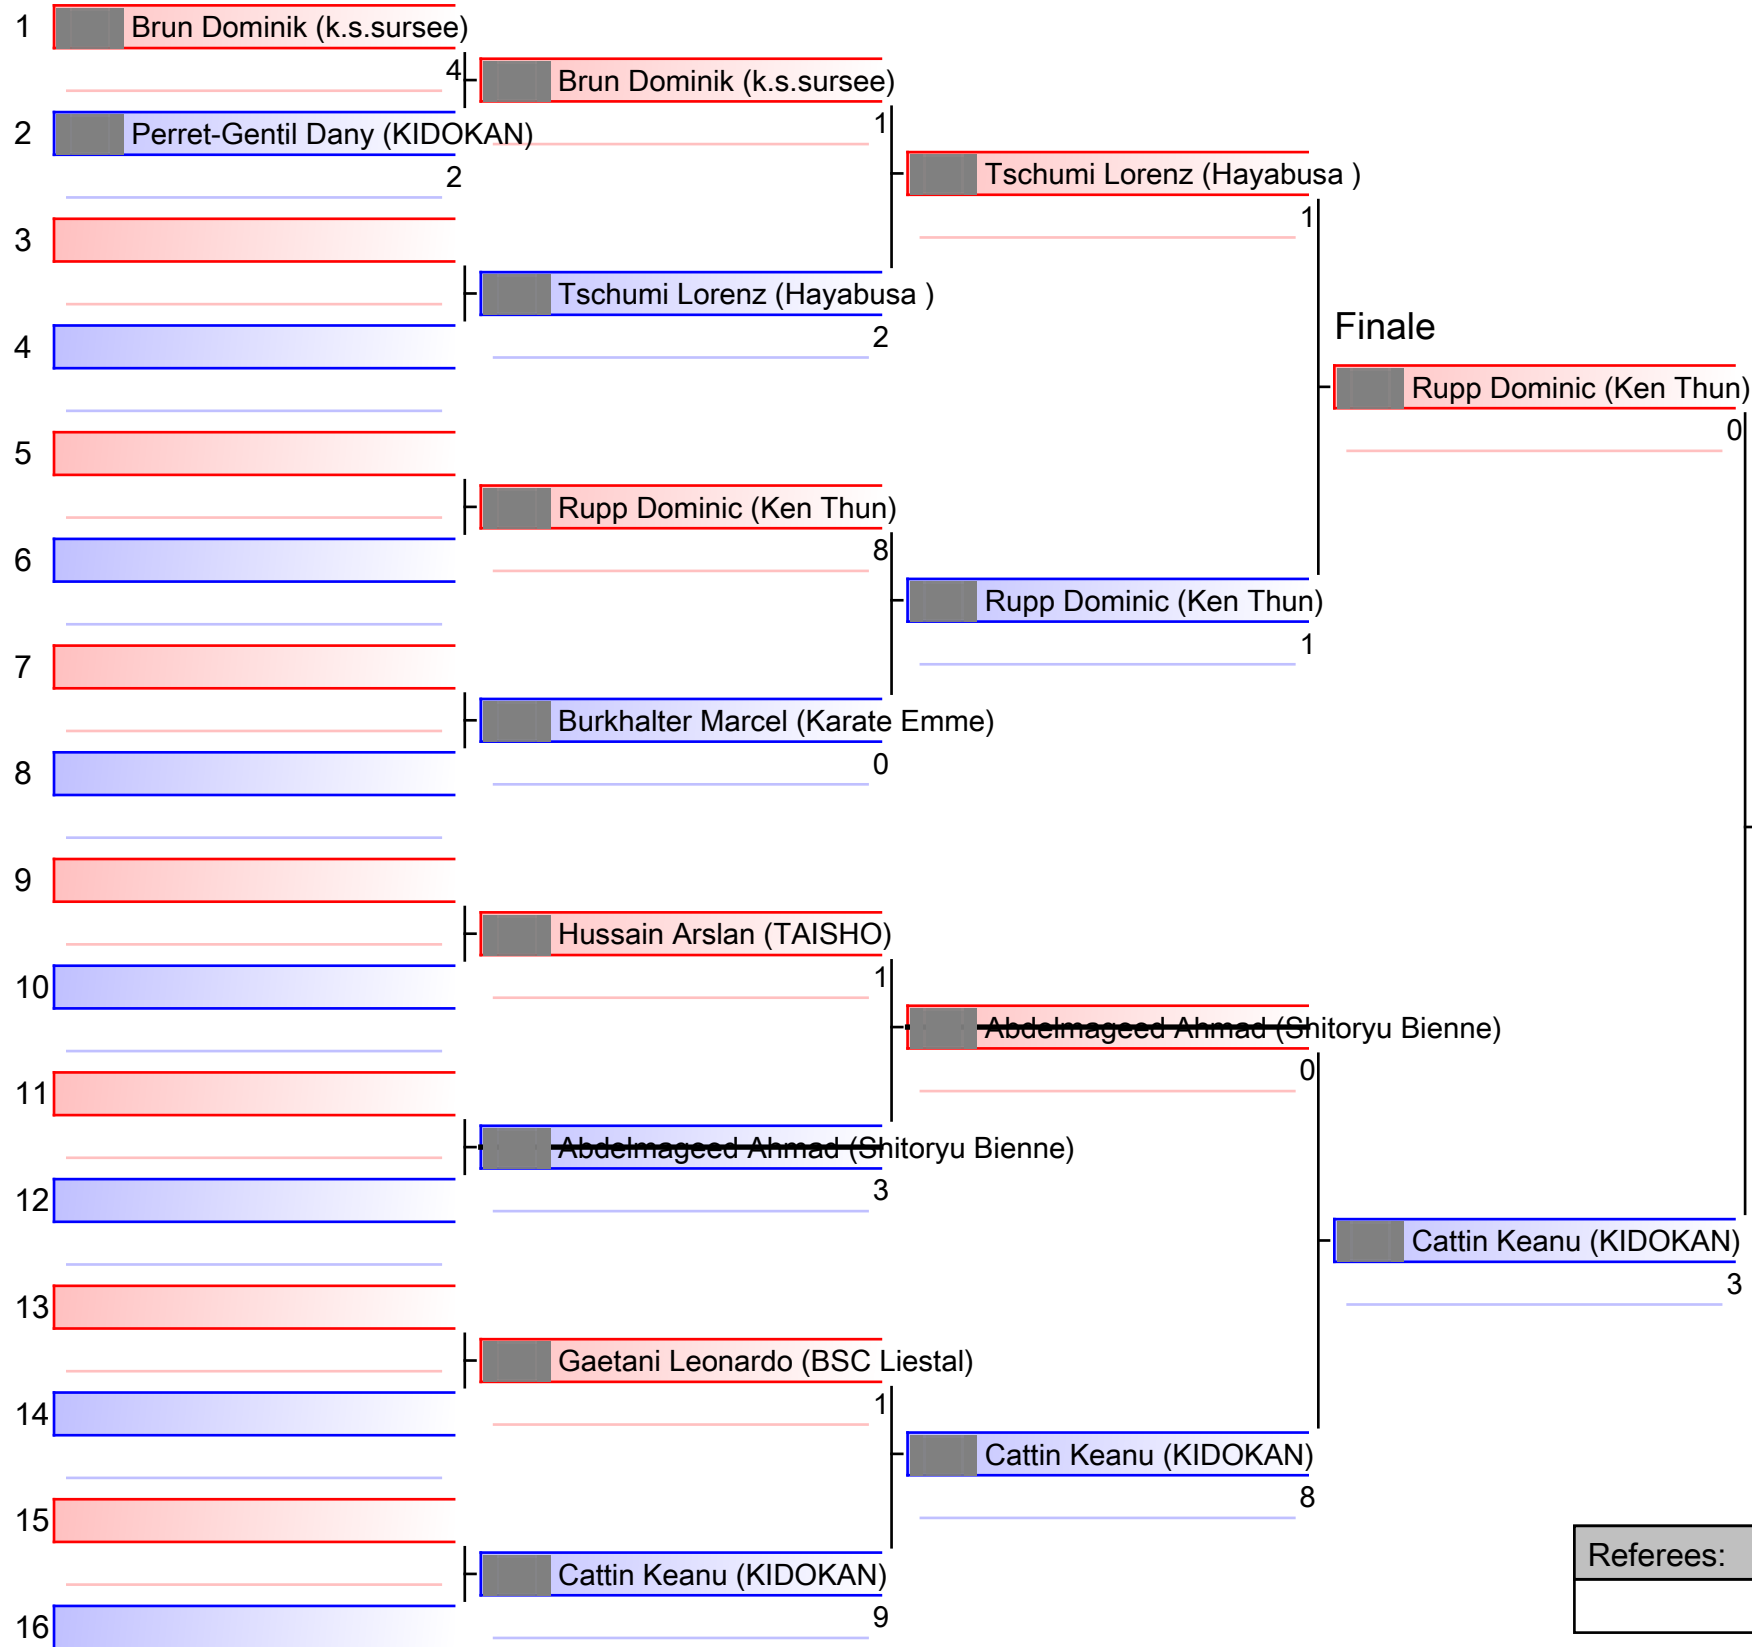 1 Brun Dominik (k.s.sursee)
4
Brun Dominik (k.s.sursee)
1
2 Perret-Gentil Dany (KIDOKAN)
2
Tschumi Lorenz (Hayabusa )
1
3
Tschumi Lorenz (Hayabusa )
2
4
Finale
Rupp Dominic (Ken Thun)
0
5
Rupp Dominic (Ken Thun)
8
6
Rupp Dominic (Ken Thun)
1
7
Burkhalter Marcel (Karate Emme)
0
8
9
Hussain Arslan (TAISHO)
1
10
Abdelmageed Ahmad (Shitoryu Bienne)
0
11
Abdelmageed Ahmad (Shitoryu Bienne)
3
12
Cattin Keanu (KIDOKAN)
3
13
Gaetani Leonardo (BSC Liestal)
1
14
Cattin Keanu (KIDOKAN)
8
15
Cattin Keanu (KIDOKAN)
9
16
Referees: